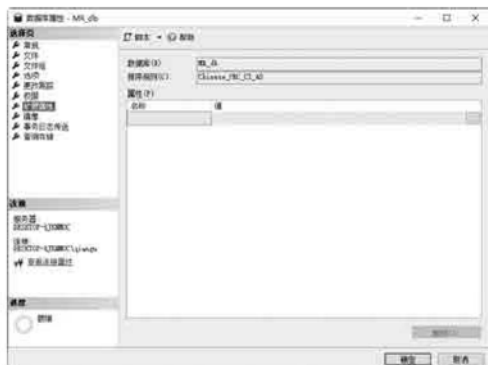 数据库属性 - MR_db
选择页
常规
文件
文件组
选项
更改跟踪
权限
扩展属性
镜像
事务日志传送
查询存储
脚本
帮助
数据库(D)
MR_db
排序规则(C)
Chinese_PRC_CI_AS
属性(P)
名称
值
连接
服务器:
连接:
查看连接属性
进度
就绪
删除(D)
确定
取消